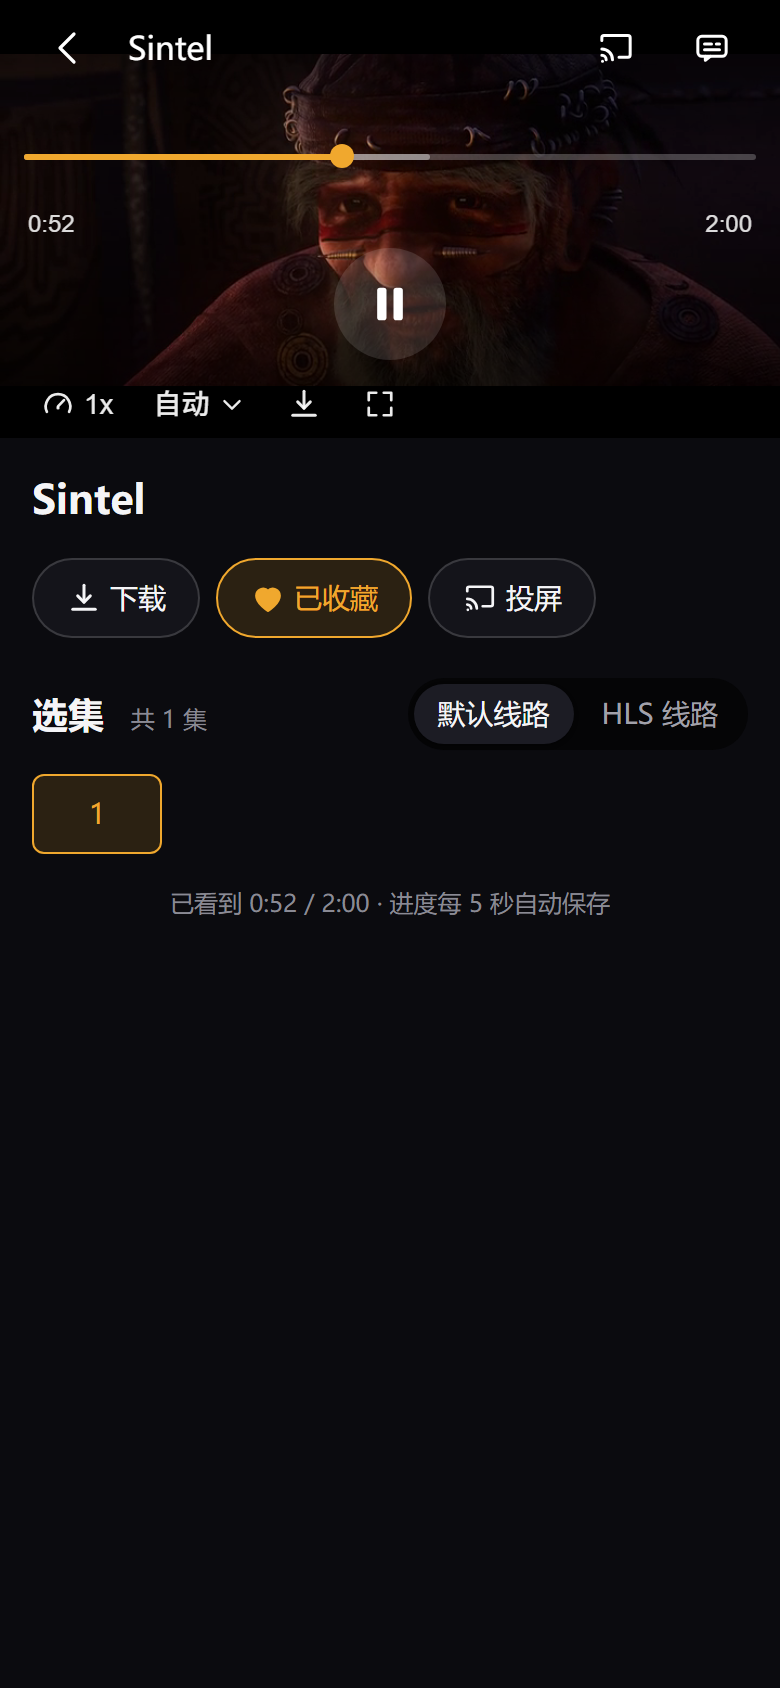 Sintel
0:52
2:00
1x 自动
Sintel
下载 已收藏 投屏
选集 共 1 集 默认线路 HLS 线路
1
已看到 0:52 / 2:00 · 进度每 5 秒自动保存